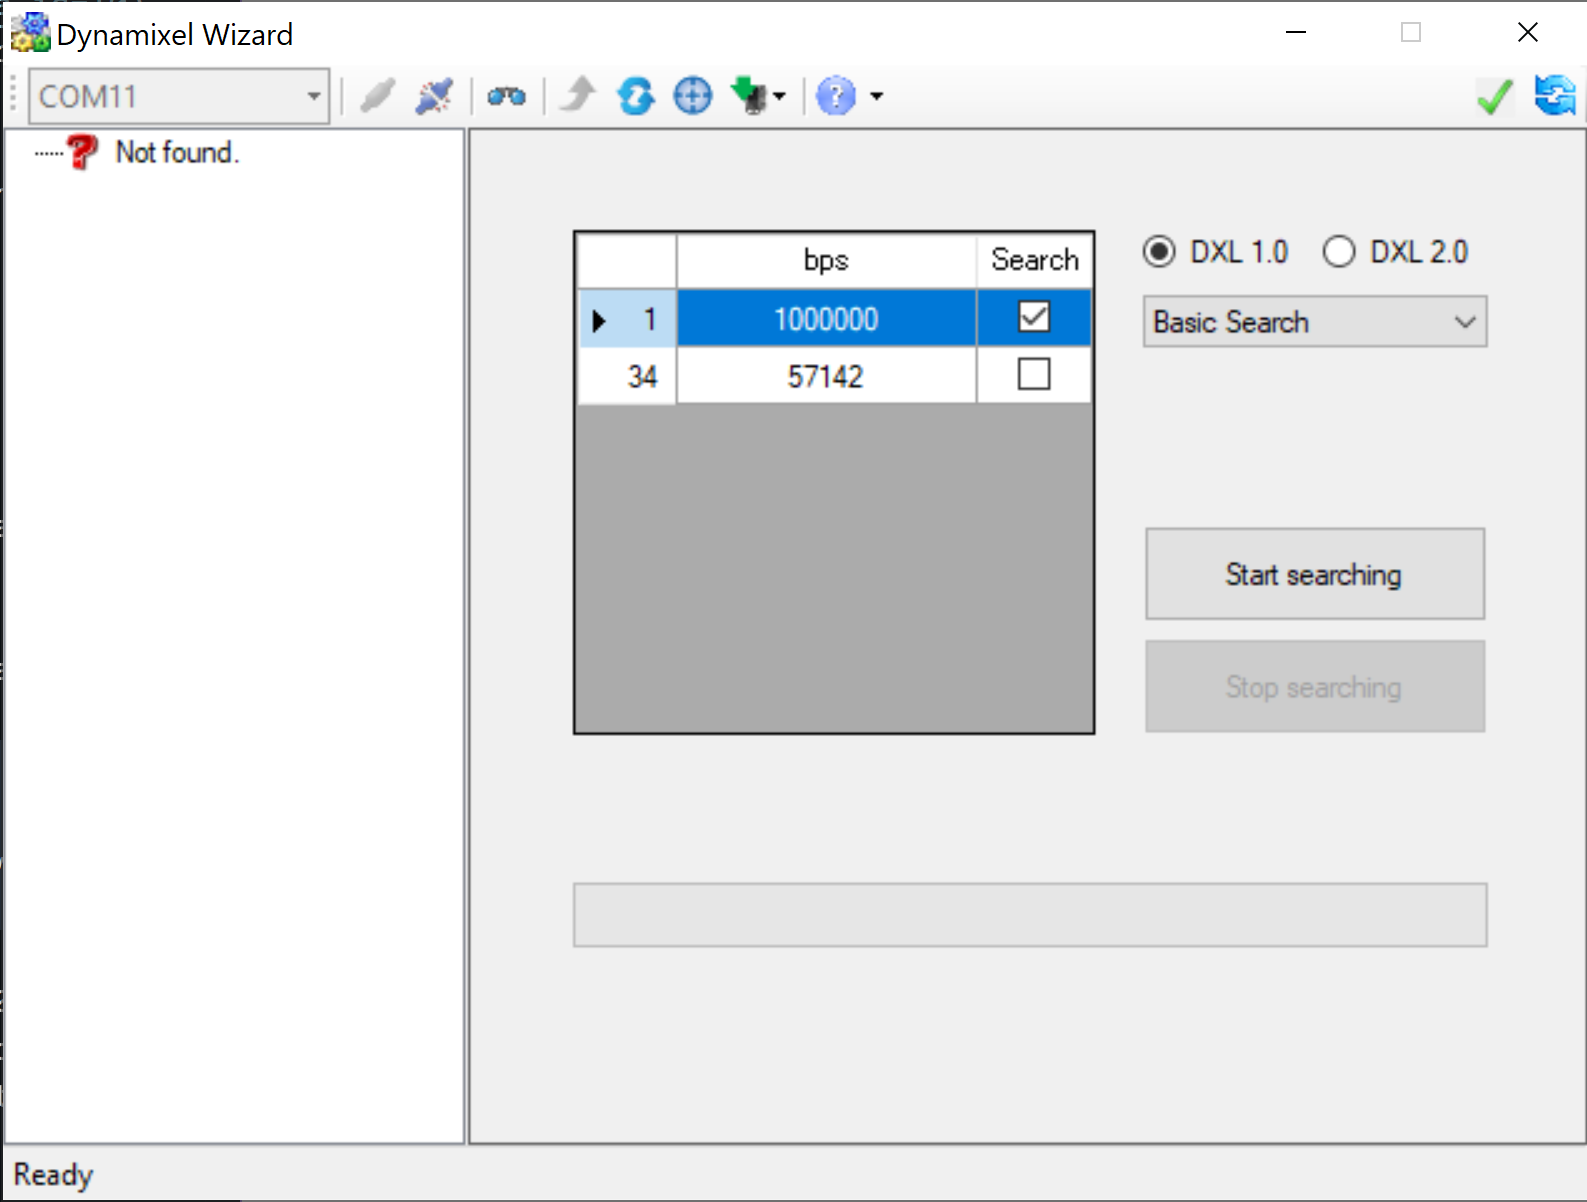 Dynamixel Wizard
COM11
Not found.
bps Search
1 1000000
34 57142
DXL 1.0 DXL 2.0
Basic Search
Start searching
Stop searching
Ready